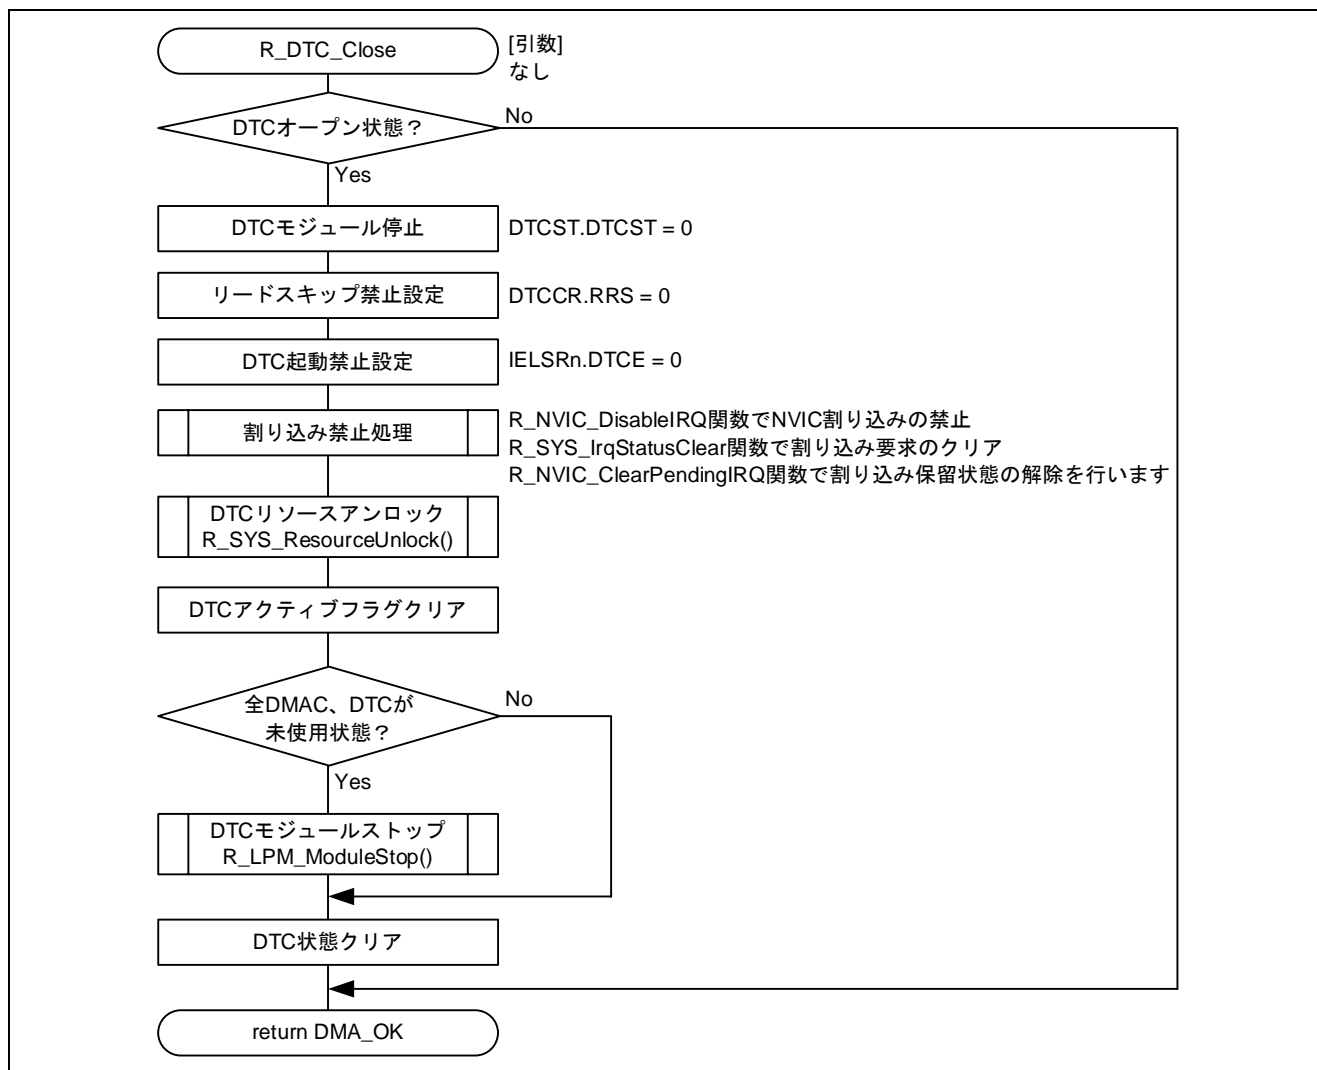 R_DTC_Close
[引数]
なし
DTCオープン状態？
No
Yes
DTCモジュール停止
DTCST.DTCST = 0
リードスキップ禁止設定
DTCCR.RRS = 0
DTC起動禁止設定
IELSRn.DTCE = 0
割り込み禁止処理
R_NVIC_DisableIRQ関数でNVIC割り込みの禁止
R_SYS_IrqStatusClear関数で割り込み要求のクリア
R_NVIC_ClearPendingIRQ関数で割り込み保留状態の解除を行います
DTCリソースアンロック
R_SYS_ResourceUnlock()
DTCアクティブフラグクリア
全DMAC、DTCが
未使用状態？
No
Yes
DTCモジュールストップ
R_LPM_ModuleStop()
DTC状態クリア
return DMA_OK